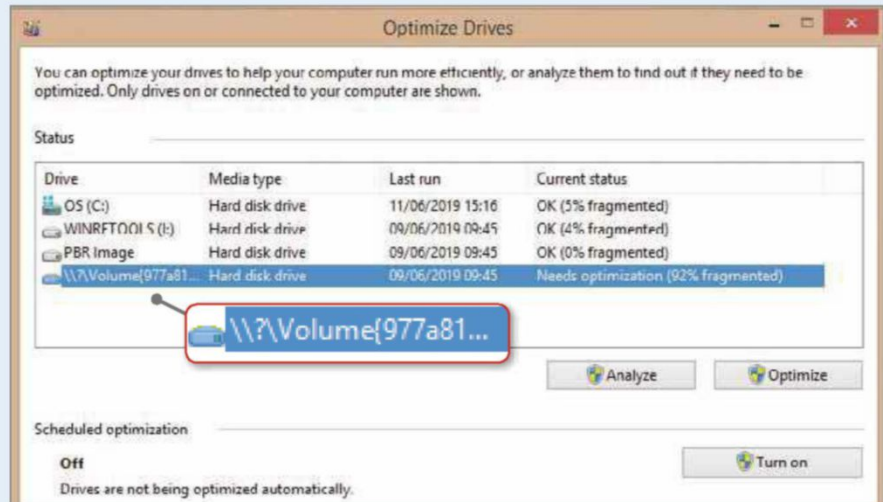 Optimize Drives
You can optimize your drives to help your computer run more efficiently, or analyze them to find out if they need to be
optimized. Only drives on or connected to your computer are shown.
Status
Drive Media type Last run Current status
OS (C:) Hard disk drive 11/06/2019 15:16 OK (5% fragmented)
WINRETOOLS (I:) Hard disk drive 09/06/2019 09:45 OK (4% fragmented)
PBR Image Hard disk drive 09/06/2019 09:45 OK (0% fragmented)
\\?\Volume{977a81... Hard disk drive 09/06/2019 09:45 Needs optimization (92% fragmented)
\\?\Volume{977a81...
Analyze Optimize
Scheduled optimization
Off Turn on
Drives are not being optimized automatically.